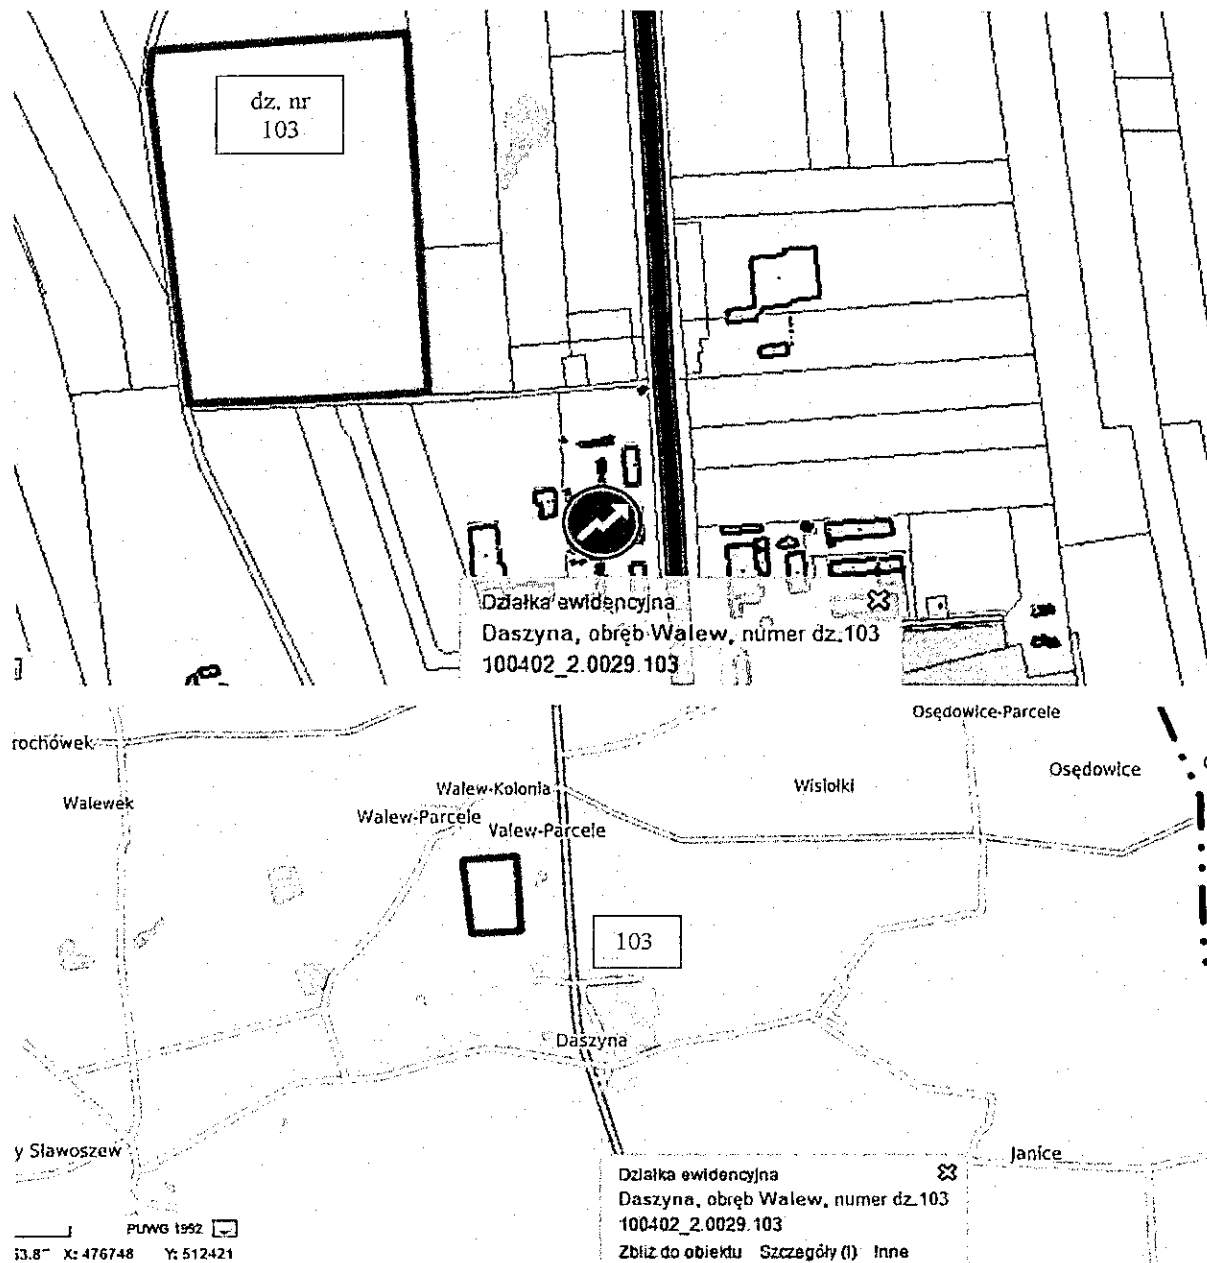 dz. nr
103
Działka ewidencyjna
Daszyna, obręb Walew, numer dz.103
100402_2.0029.103
Osędowice-Parcele
rochówek
Walewek
Walew-Kolonia
Wisiołki
Osędowice
Walew-Parcele
Valew-Parcele
103
Daszyna
y Sławoszew
Janice
Działka ewidencyjna
Daszyna, obręb Walew, numer dz.103
100402_2.0029.103
Zbliż do obiektu Szczegóły (I) Inne
PUWG 1992
X: 476748 Y: 512421